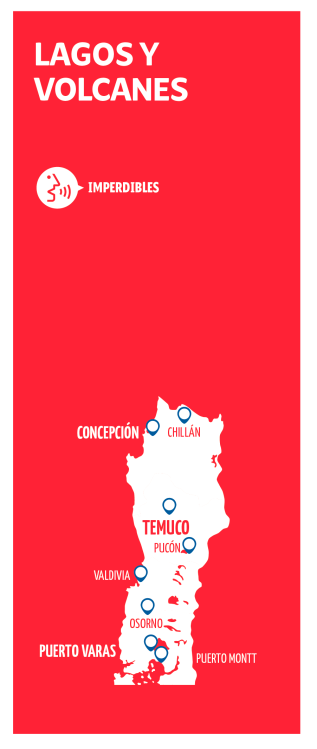 LAGOS Y
VOLCANES
IMPERDIBLES
CONCEPCIÓN
CHILLÁN
TEMUCO
PUCÓN
VALDIVIA
OSORNO
PUERTO VARAS
PUERTO MONTT